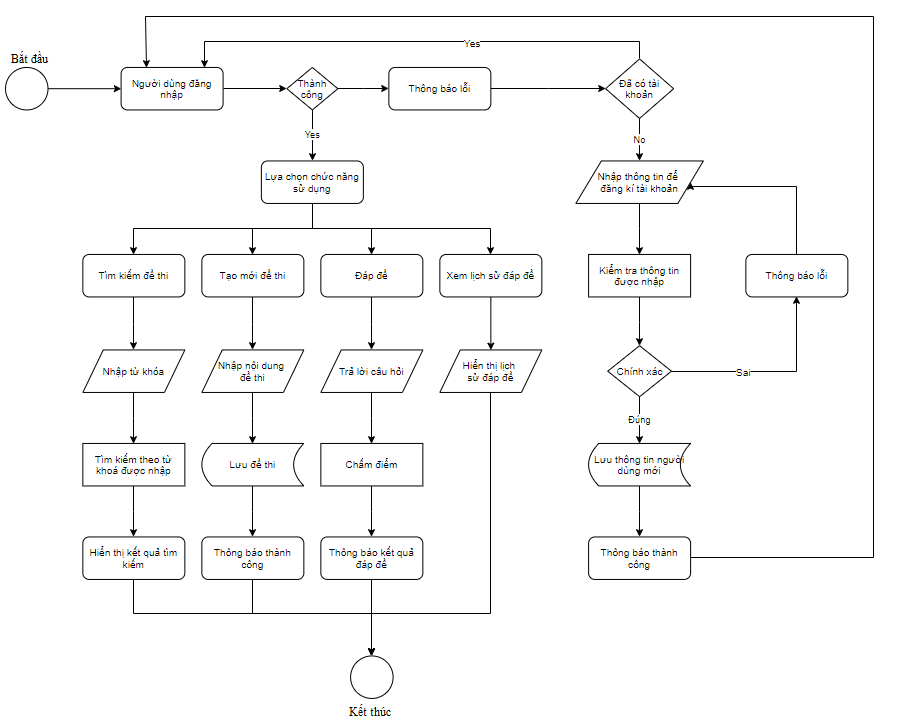 Yes
Bắt đầu
Người dùng đăng
nhập
Thành
công
Thông báo lỗi
Đã có tài
khoản
Yes
No
Lựa chọn chức năng
sử dụng
Nhập thông tin để
đăng kí tài khoản
Tìm kiếm đề thi
Tạo mới đề thi
Đáp đề
Xem lịch sử đáp đề
Kiểm tra thông tin
được nhập
Thông báo lỗi
Nhập từ khóa
Nhập nội dung
đề thi
Trả lời câu hỏi
Hiển thị lịch
sử đáp đề
Chính xác
Sai
Đúng
Tìm kiếm theo từ
khoá được nhập
Lưu đề thi
Chấm điểm
Lưu thông tin người
dùng mới
Hiển thị kết quả tìm
kiếm
Thông báo thành
công
Thông báo kết quả
đáp đề
Thông báo thành
công
Kết thúc